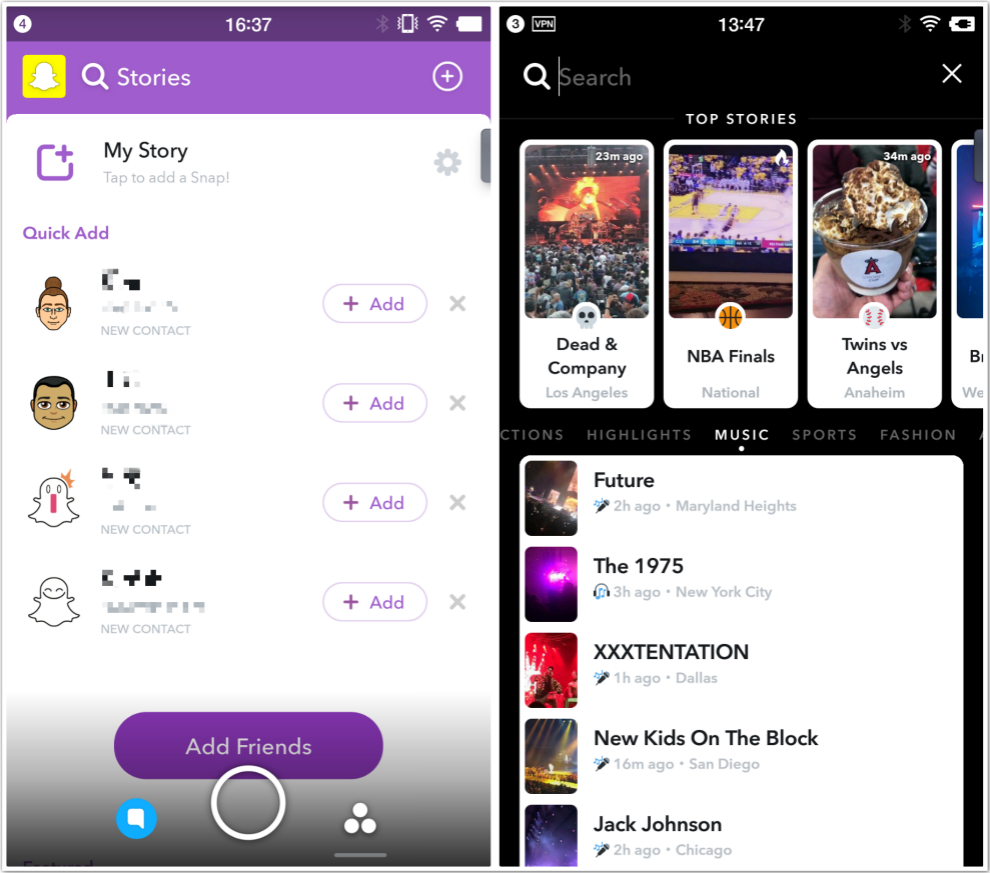 4
16:37
Stories
My Story
Tap to add a Snap!
Quick Add
NEW CONTACT
+ Add
NEW CONTACT
+ Add
NEW CONTACT
+ Add
NEW CONTACT
+ Add
Add Friends
Featured
3 VPN
13:47
Search
TOP STORIES
23m ago
34m ago
Dead &
Company
Los Angeles
NBA Finals
National
Twins vs
Angels
Anaheim
CTIONS HIGHLIGHTS MUSIC SPORTS FASHION
Future
2h ago • Maryland Heights
The 1975
3h ago • New York City
XXXTENTATION
1h ago • Dallas
New Kids On The Block
16m ago • San Diego
Jack Johnson
2h ago • Chicago